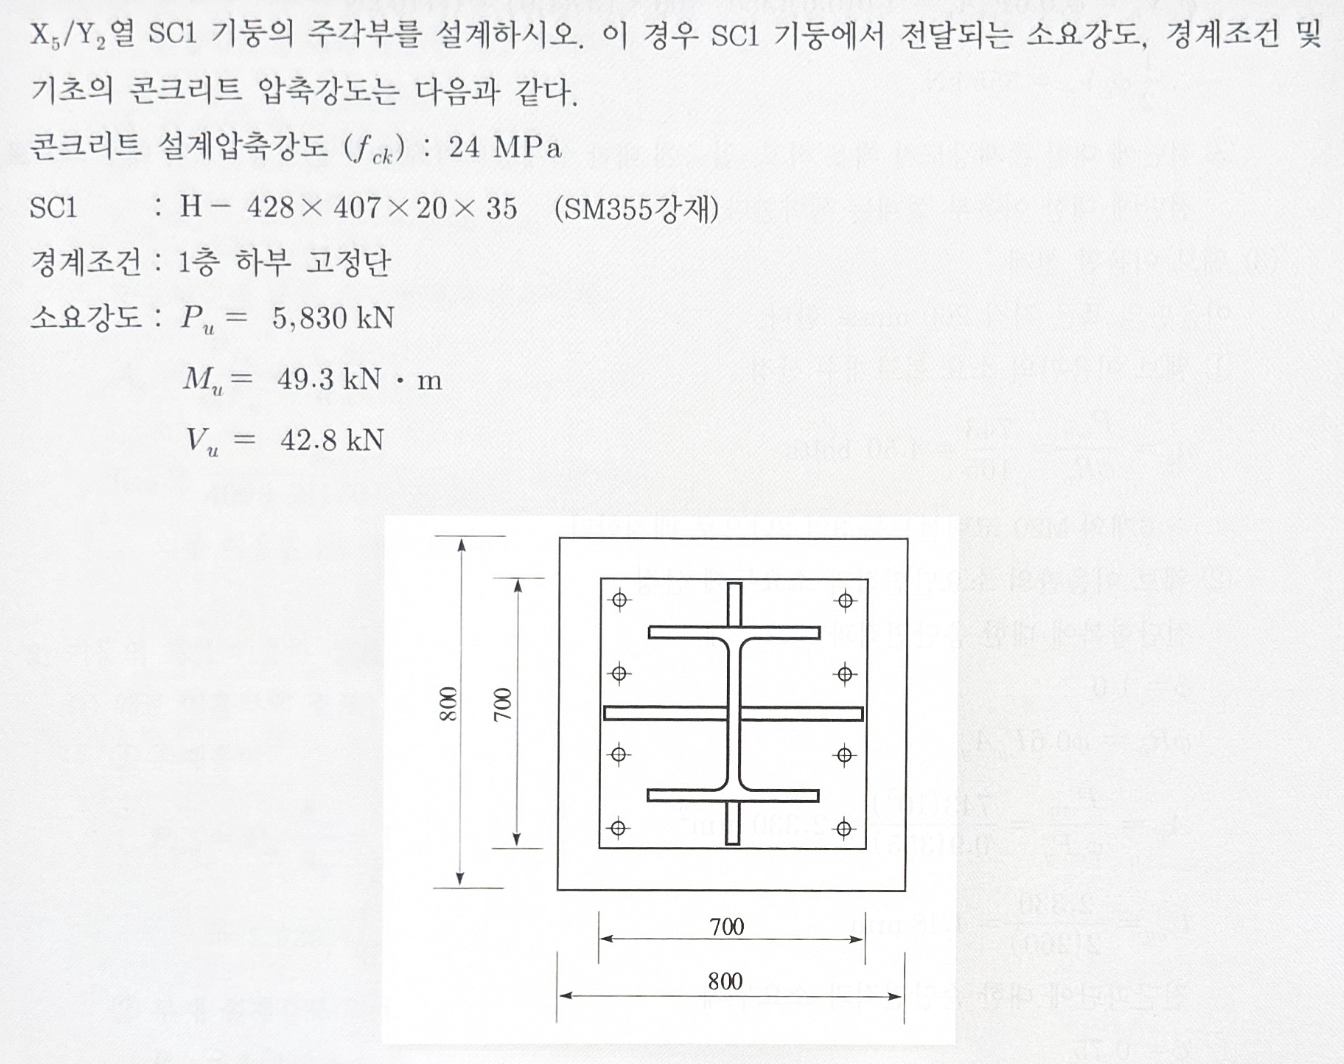 X₅/Y₂열 SC1 기둥의 주각부를 설계하시오. 이 경우 SC1 기둥에서 전달되는 소요강도, 경계조건 및
기초의 콘크리트 압축강도는 다음과 같다.
콘크리트 설계압축강도 (f_ck) : 24 MPa
SC1 : H − 428 × 407 × 20 × 35 (SM355강재)
경계조건 : 1층 하부 고정단
소요강도 : P_u = 5,830 kN
M_u = 49.3 kN · m
V_u = 42.8 kN
800
700
700
800